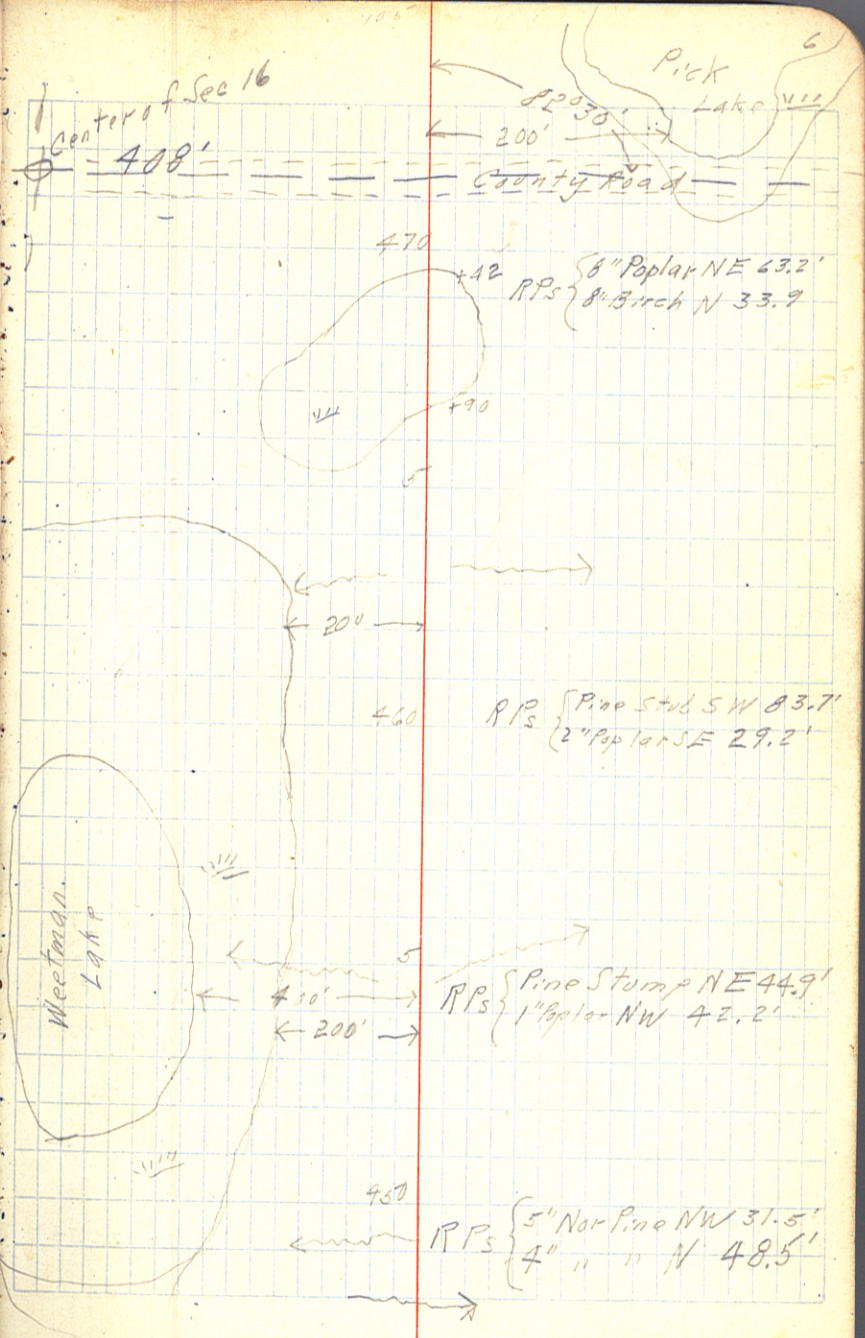 6
Pick
Lake
Center of Sec 16
82°30'
200'
408'
County Road
470
+42
RPs { 8" Poplar NE 63.2'
8" Birch N 33.9
+90
5
200
460
RPs { Pine Stub SW 83.7'
2" Poplar SE 29.2'
Weetman
Lake
5
RPs { Pine Stump NE 44.9'
1" Poplar NW 42.2'
200'
450
RPs { 5" Nor Pine NW 31.5'
4" " " N 48.5'